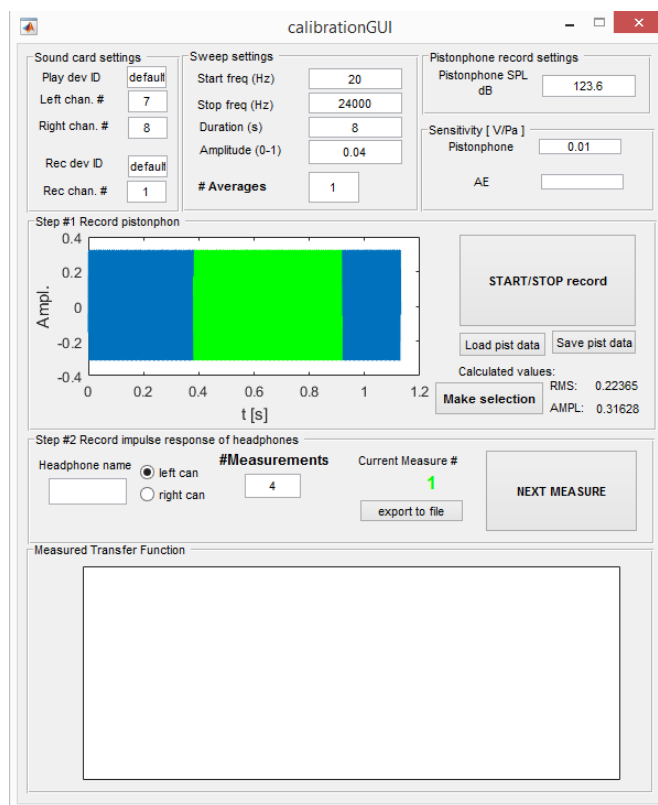 calibrationGUI
Sound card settings
Play dev ID default
Left chan. # 7
Right chan. # 8
Rec dev ID default
Rec chan. # 1
Sweep settings
Start freq (Hz) 20
Stop freq (Hz) 24000
Duration (s) 8
Amplitude (0-1) 0.04
# Averages 1
Pistonphone record settings
Pistonphone SPL
dB 123.6
Sensitivity [ V/Pa ]
Pistonphone 0.01
AE
Step #1 Record pistonphon
0.4
0.2
0
-0.2
-0.4
Ampl.
0 0.2 0.4 0.6 0.8 1 1.2
t [s]
START/STOP record
Load pist data Save pist data
Calculated values:
Make selection
RMS: 0.22365
AMPL: 0.31628
Step #2 Record impulse response of headphones
Headphone name
left can
right can
#Measurements
4
Current Measure #
1
export to file
NEXT MEASURE
Measured Transfer Function